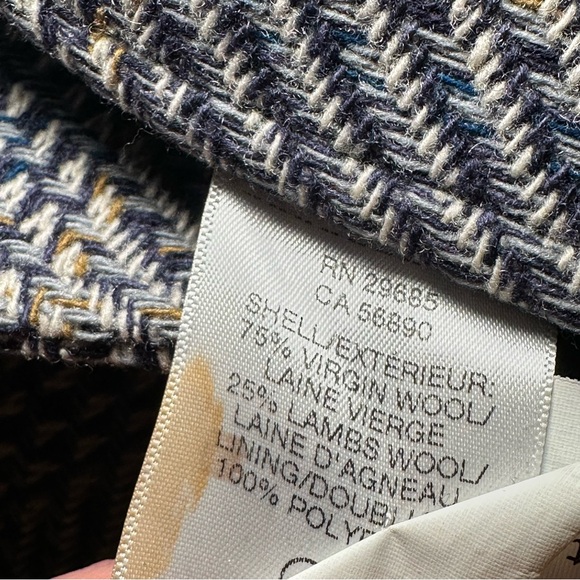 RN 29685
CA 56890
SHELL/EXTÉRIEUR:
75% VIRGIN WOOL/
LAINE VIERGE
25% LAMBS WOOL/
LAINE D'AGNEAU
LINING/DOUBL
100% POLY